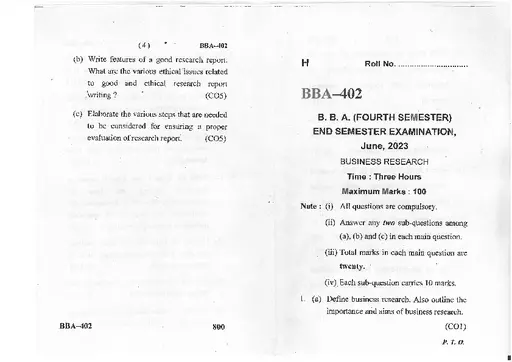 ( 4 ) BBA–402
(b) Write features of a good research report.
What are the various ethical issues related
to good and ethical research report
writing ? (CO5)
(c) Elaborate the various steps that are needed
to be considered for ensuring a proper
evaluation of research report. (CO5)
BBA–402 800
H Roll No. ..............................
BBA–402
B. B. A. (FOURTH SEMESTER)
END SEMESTER EXAMINATION,
June, 2023
BUSINESS RESEARCH
Time : Three Hours
Maximum Marks : 100
Note : (i) All questions are compulsory.
(ii) Answer any two sub-questions among
(a), (b) and (c) in each main question.
(iii) Total marks in each main question are
twenty.
(iv) Each sub-question carries 10 marks.
1. (a) Define business research. Also outline the
importance and aims of business research.
(CO1)
P. T. O.